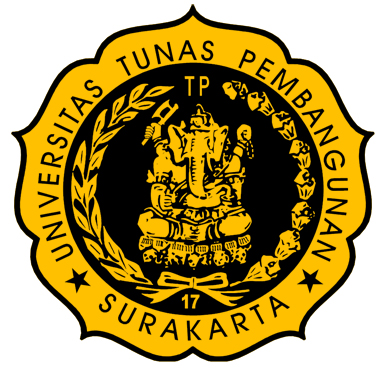 UNIVERSITAS TUNAS PEMBANGUNAN
TP
17
SURAKARTA